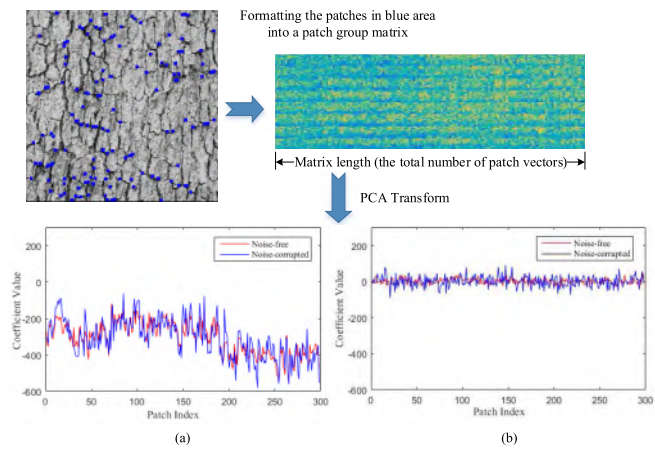 Formatting the patches in blue area
into a patch group matrix
Matrix length (the total number of patch vectors)
PCA Transform
Coefficient Value
200
0
-200
-400
-600
Noise-free
Noise-corrupted
0 50 100 150 200 250 300
Patch Index
(a)
Coefficient Value
200
0
-200
-400
-600
Noise-free
Noise-corrupted
0 50 100 150 200 250 300
Patch Index
(b)